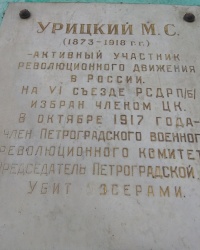 УРИЦКИЙ М.С.
(1873-1918 г.г.)
-АКТИВНЫЙ УЧАСТНИК
РЕВОЛЮЦИОННОГО ДВИЖЕНИЯ
В РОССИИ.
НА VI СЪЕЗДЕ РСДРП(б)
ИЗБРАН ЧЛЕНОМ ЦК.
В ОКТЯБРЕ 1917 ГОДА-
ЧЛЕН ПЕТРОГРАДСКОГО ВОЕННОГО
РЕВОЛЮЦИОННОГО КОМИТЕТ
ПРЕДСЕДАТЕЛЬ ПЕТРОГРАДСКОЙ
УБИТ ЭСЕРАМИ.